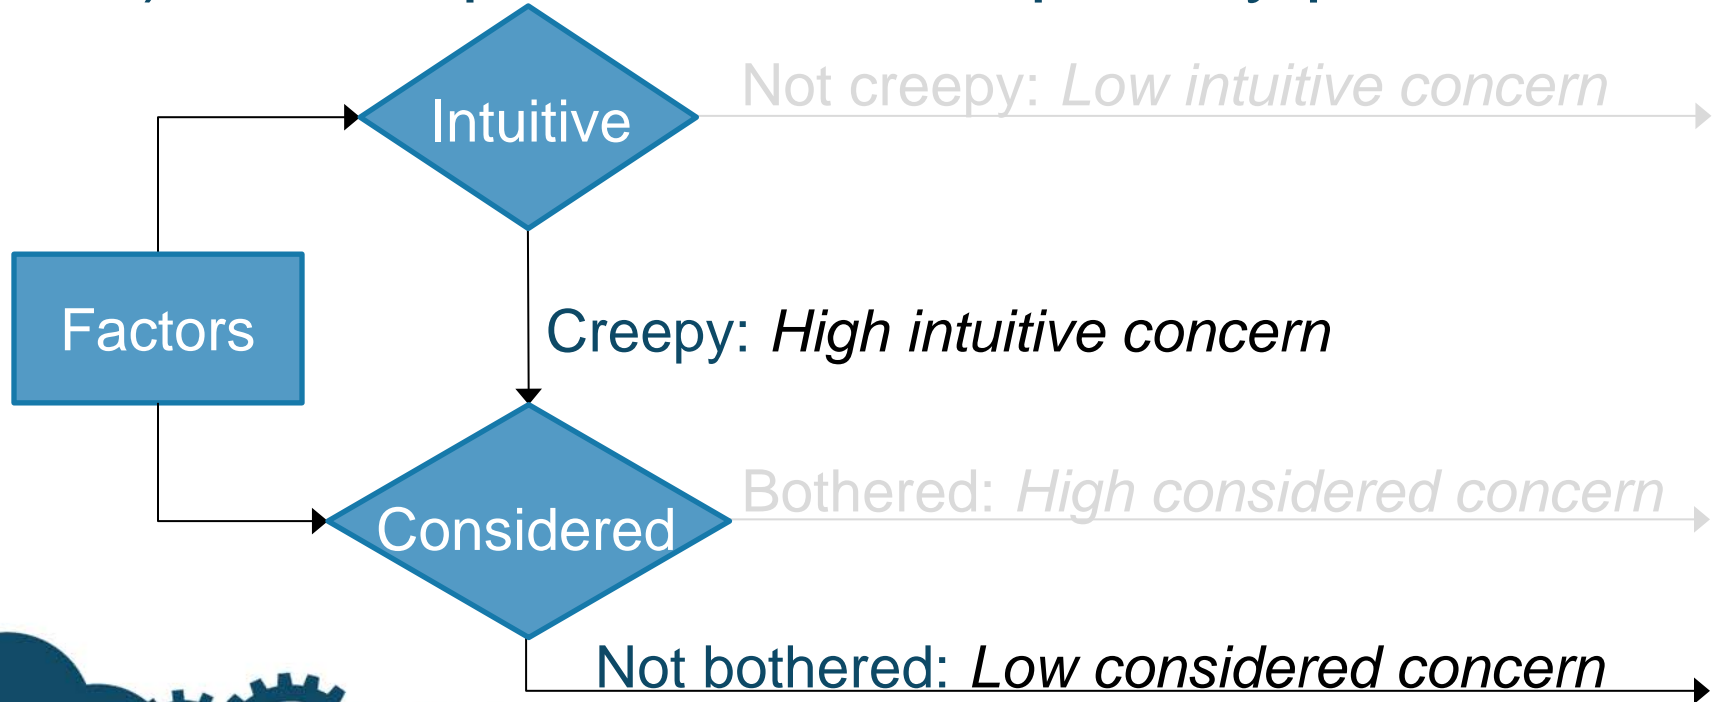 Intuitive
Not creepy: Low intuitive concern
Factors
Creepy: High intuitive concern
Considered
Bothered: High considered concern
Not bothered: Low considered concern